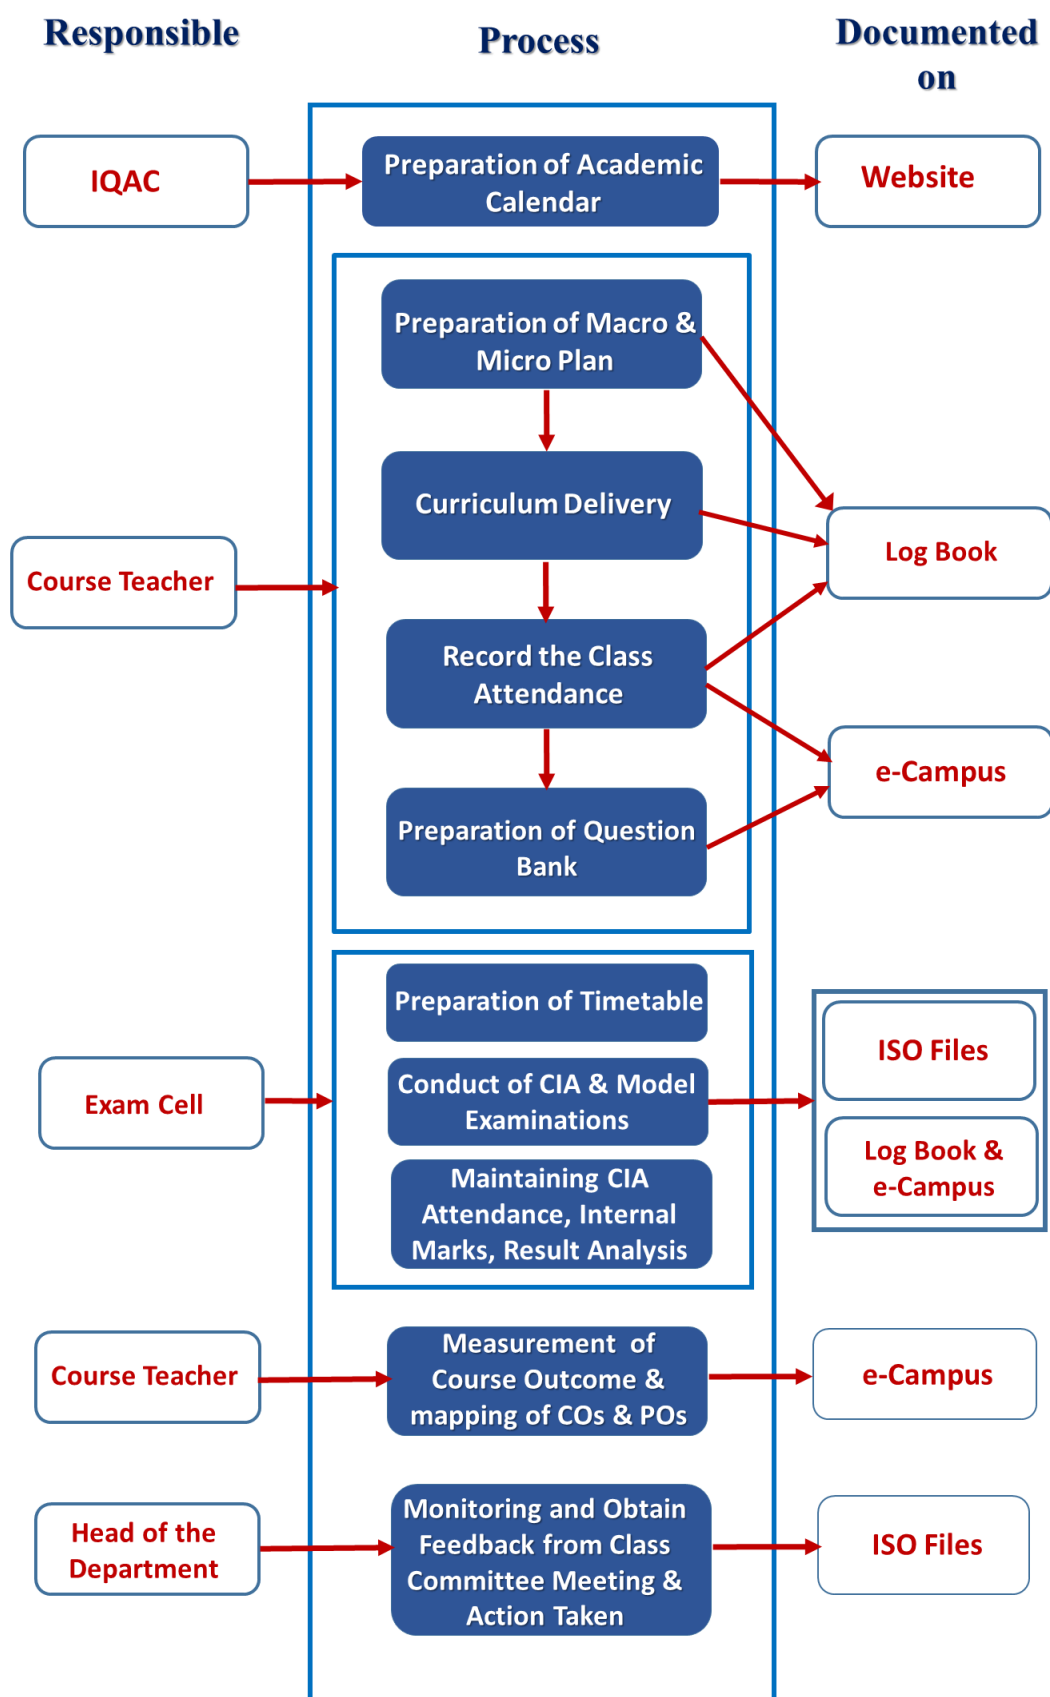 Responsible
Process
Documented
on
IQAC
Preparation of Academic
Calendar
Website
Preparation of Macro &
Micro Plan
Curriculum Delivery
Log Book
Course Teacher
Record the Class
Attendance
e-Campus
Preparation of Question
Bank
Preparation of Timetable
ISO Files
Exam Cell
Conduct of CIA & Model
Examinations
Log Book &
e-Campus
Maintaining CIA
Attendance, Internal
Marks, Result Analysis
Course Teacher
Measurement of
Course Outcome &
mapping of COs & POs
e-Campus
Head of the
Department
Monitoring and Obtain
Feedback from Class
Committee Meeting &
Action Taken
ISO Files